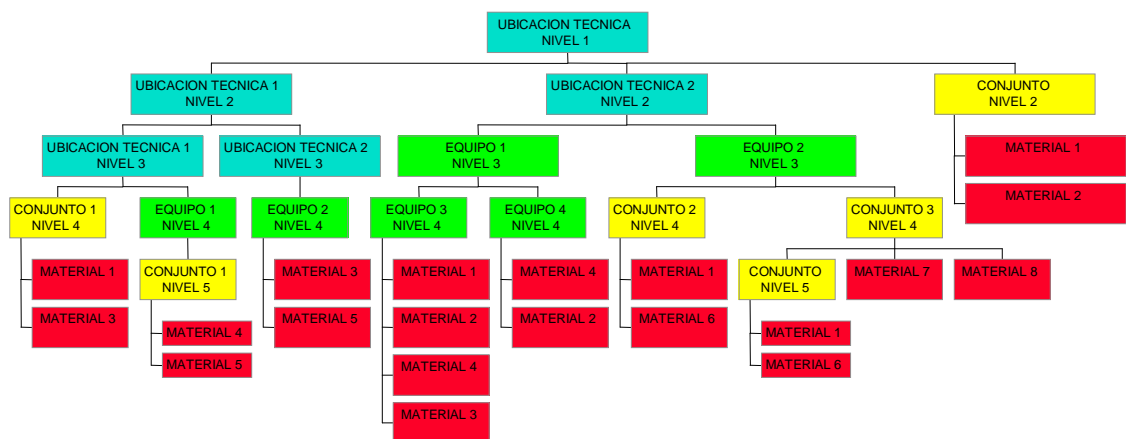 UBICACION TECNICA
NIVEL 1
UBICACION TECNICA 1
NIVEL 2
UBICACION TECNICA 2
NIVEL 2
CONJUNTO
NIVEL 2
UBICACION TECNICA 1
NIVEL 3
UBICACION TECNICA 2
NIVEL 3
EQUIPO 1
NIVEL 3
EQUIPO 2
NIVEL 3
MATERIAL 1
MATERIAL 2
CONJUNTO 1
NIVEL 4
EQUIPO 1
NIVEL 4
EQUIPO 2
NIVEL 4
EQUIPO 3
NIVEL 4
EQUIPO 4
NIVEL 4
CONJUNTO 2
NIVEL 4
CONJUNTO 3
NIVEL 4
MATERIAL 1
MATERIAL 3
CONJUNTO 1
NIVEL 5
MATERIAL 4
MATERIAL 5
MATERIAL 3
MATERIAL 5
MATERIAL 1
MATERIAL 2
MATERIAL 4
MATERIAL 3
MATERIAL 4
MATERIAL 2
MATERIAL 1
MATERIAL 6
CONJUNTO
NIVEL 5
MATERIAL 1
MATERIAL 6
MATERIAL 7
MATERIAL 8